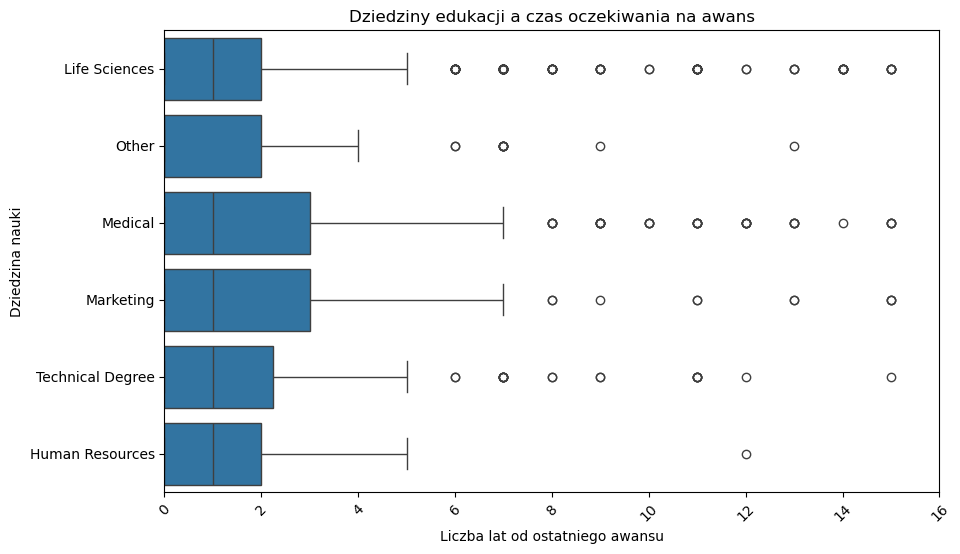 Dziedziny edukacji a czas oczekiwania na awans
Dziedzina nauki
Life Sciences
Other
Medical
Marketing
Technical Degree
Human Resources
0 2 4 6 8 10 12 14 16
Liczba lat od ostatniego awansu